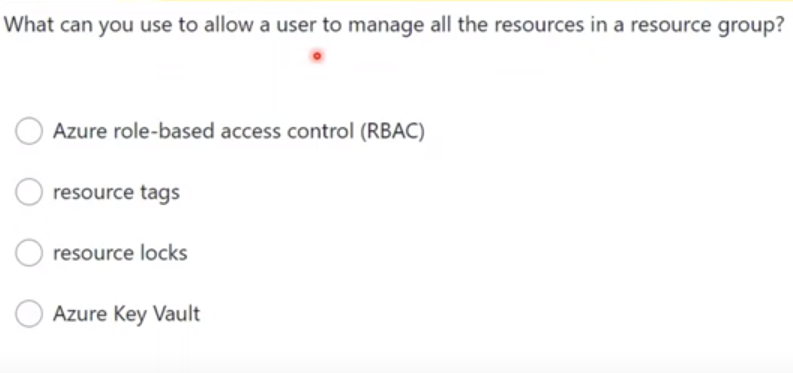 What can you use to allow a user to manage all the resources in a resource group?
Azure role-based access control (RBAC)
resource tags
resource locks
Azure Key Vault